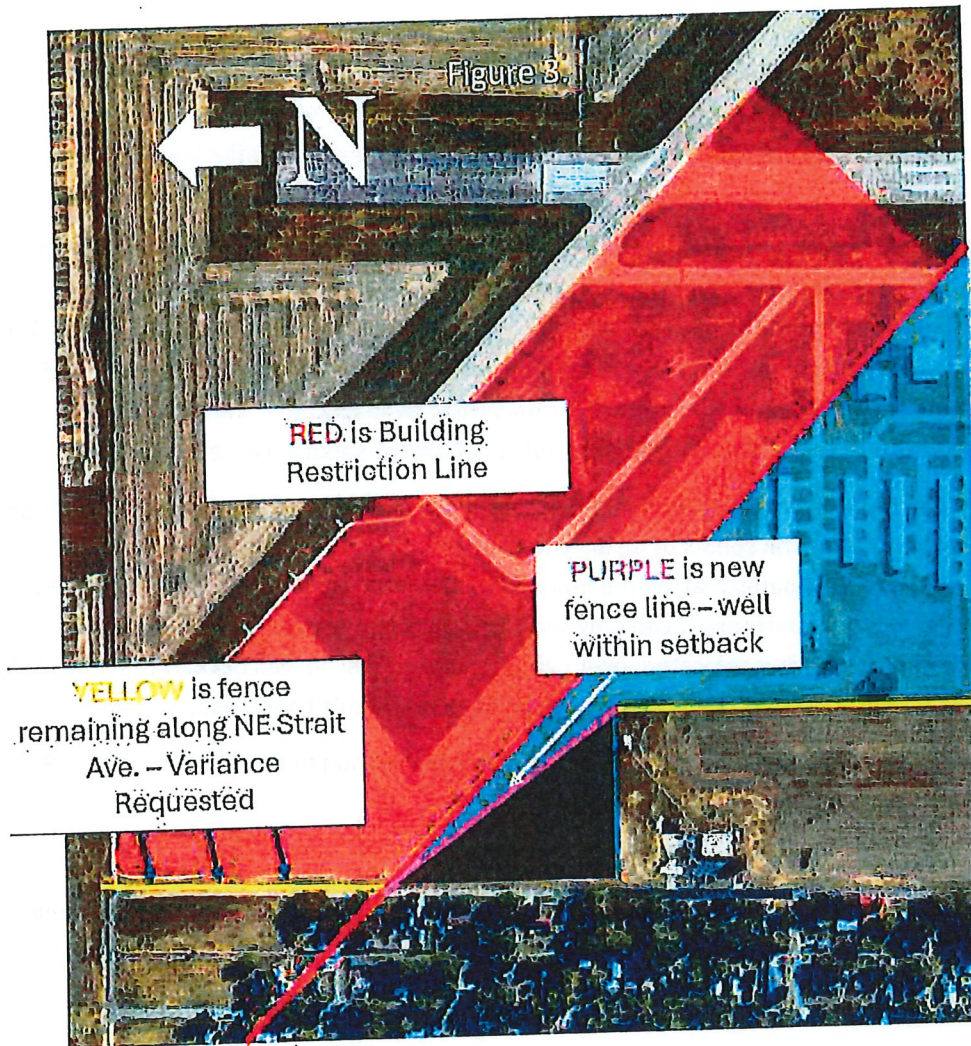 Figure 3.
N
RED is Building
Restriction Line
PURPLE is new
fence line – well
within setback
YELLOW is fence
remaining along NE Strait
Ave. – Variance
Requested